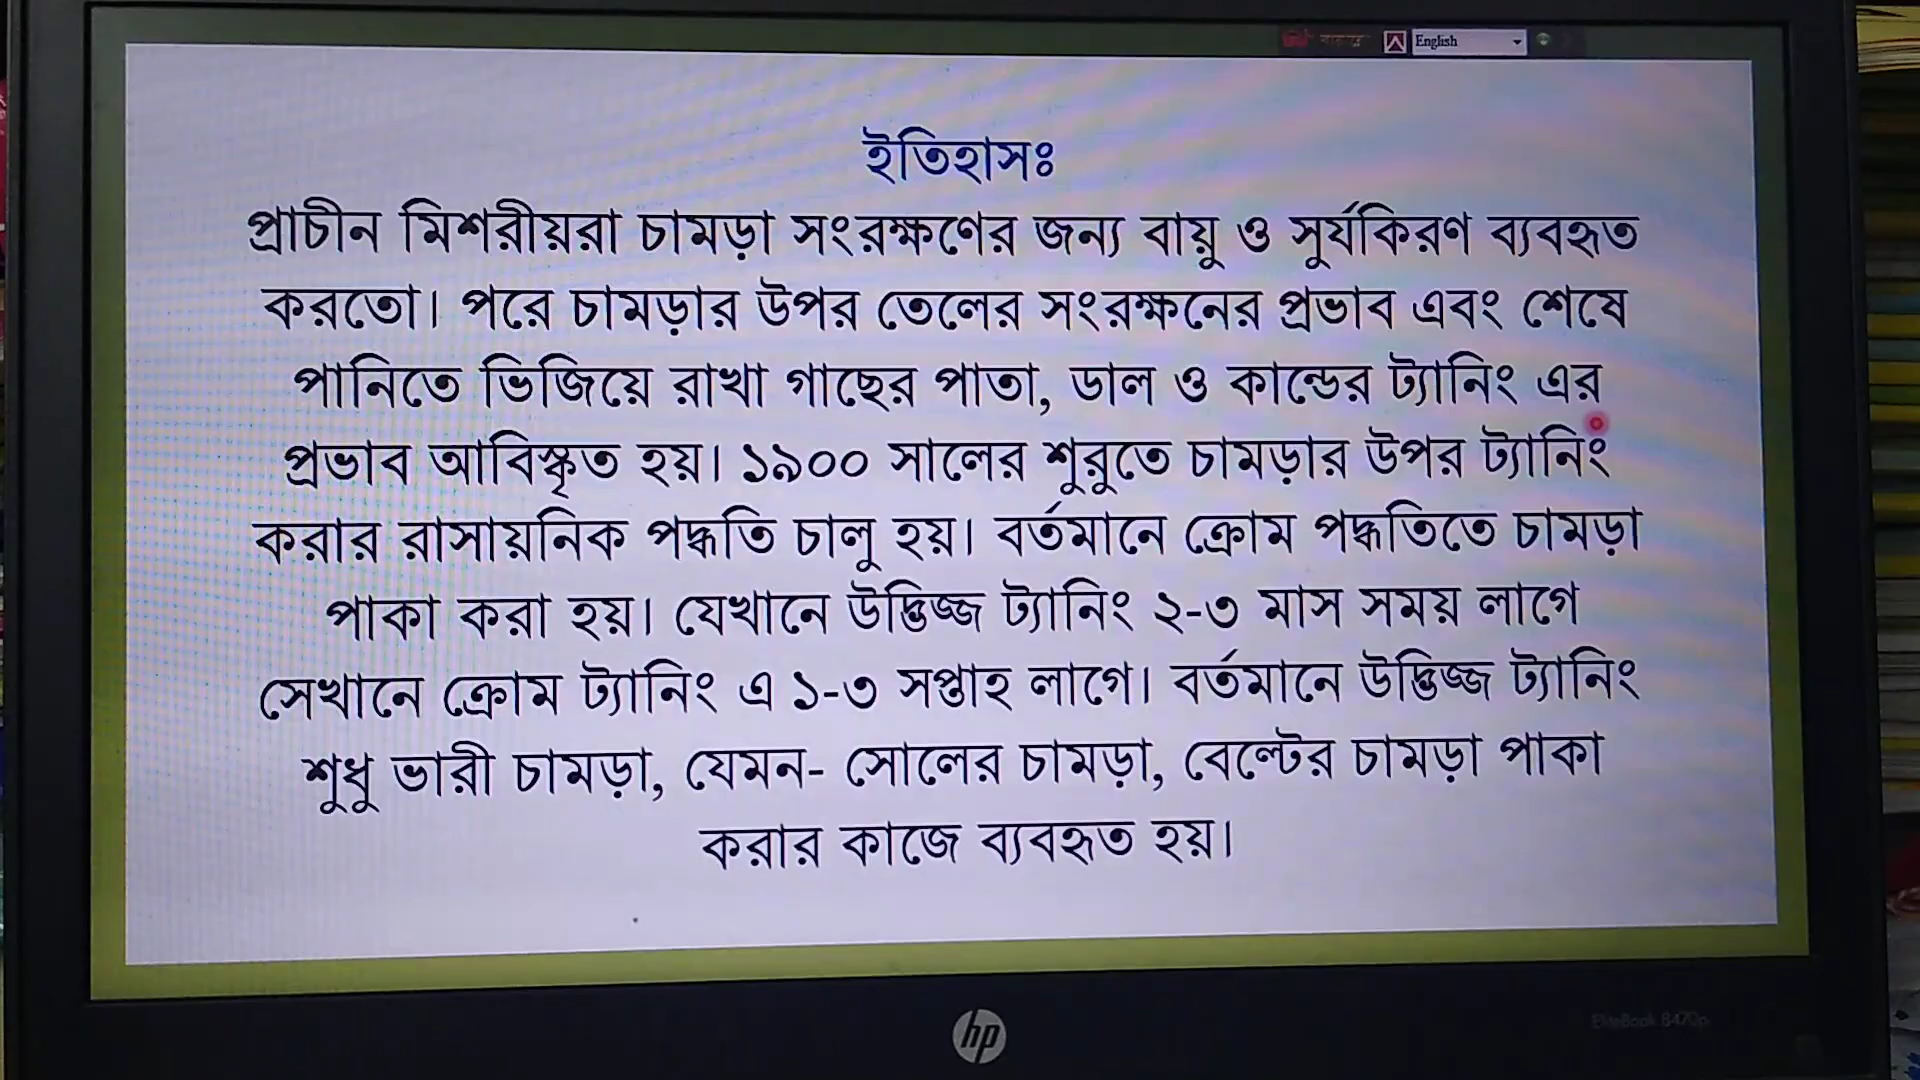 English
ইতিহাসঃ
প্রাচীন মিশরীয়রা চামড়া সংরক্ষণের জন্য বায়ু ও সুর্যকিরণ ব্যবহৃত
করতো। পরে চামড়ার উপর তেলের সংরক্ষনের প্রভাব এবং শেষে
পানিতে ভিজিয়ে রাখা গাছের পাতা, ডাল ও কান্ডের ট্যানিং এর
প্রভাব আবিস্কৃত হয়। ১৯০০ সালের শুরুতে চামড়ার উপর ট্যানিং
করার রাসায়নিক পদ্ধতি চালু হয়। বর্তমানে ক্রোম পদ্ধতিতে চামড়া
পাকা করা হয়। যেখানে উদ্ভিজ্জ ট্যানিং ২-৩ মাস সময় লাগে
সেখানে ক্রোম ট্যানিং এ ১-৩ সপ্তাহ লাগে। বর্তমানে উদ্ভিজ্জ ট্যানিং
শুধু ভারী চামড়া, যেমন- সোলের চামড়া, বেল্টের চামড়া পাকা
করার কাজে ব্যবহৃত হয়।
hp
EliteBook 8470p